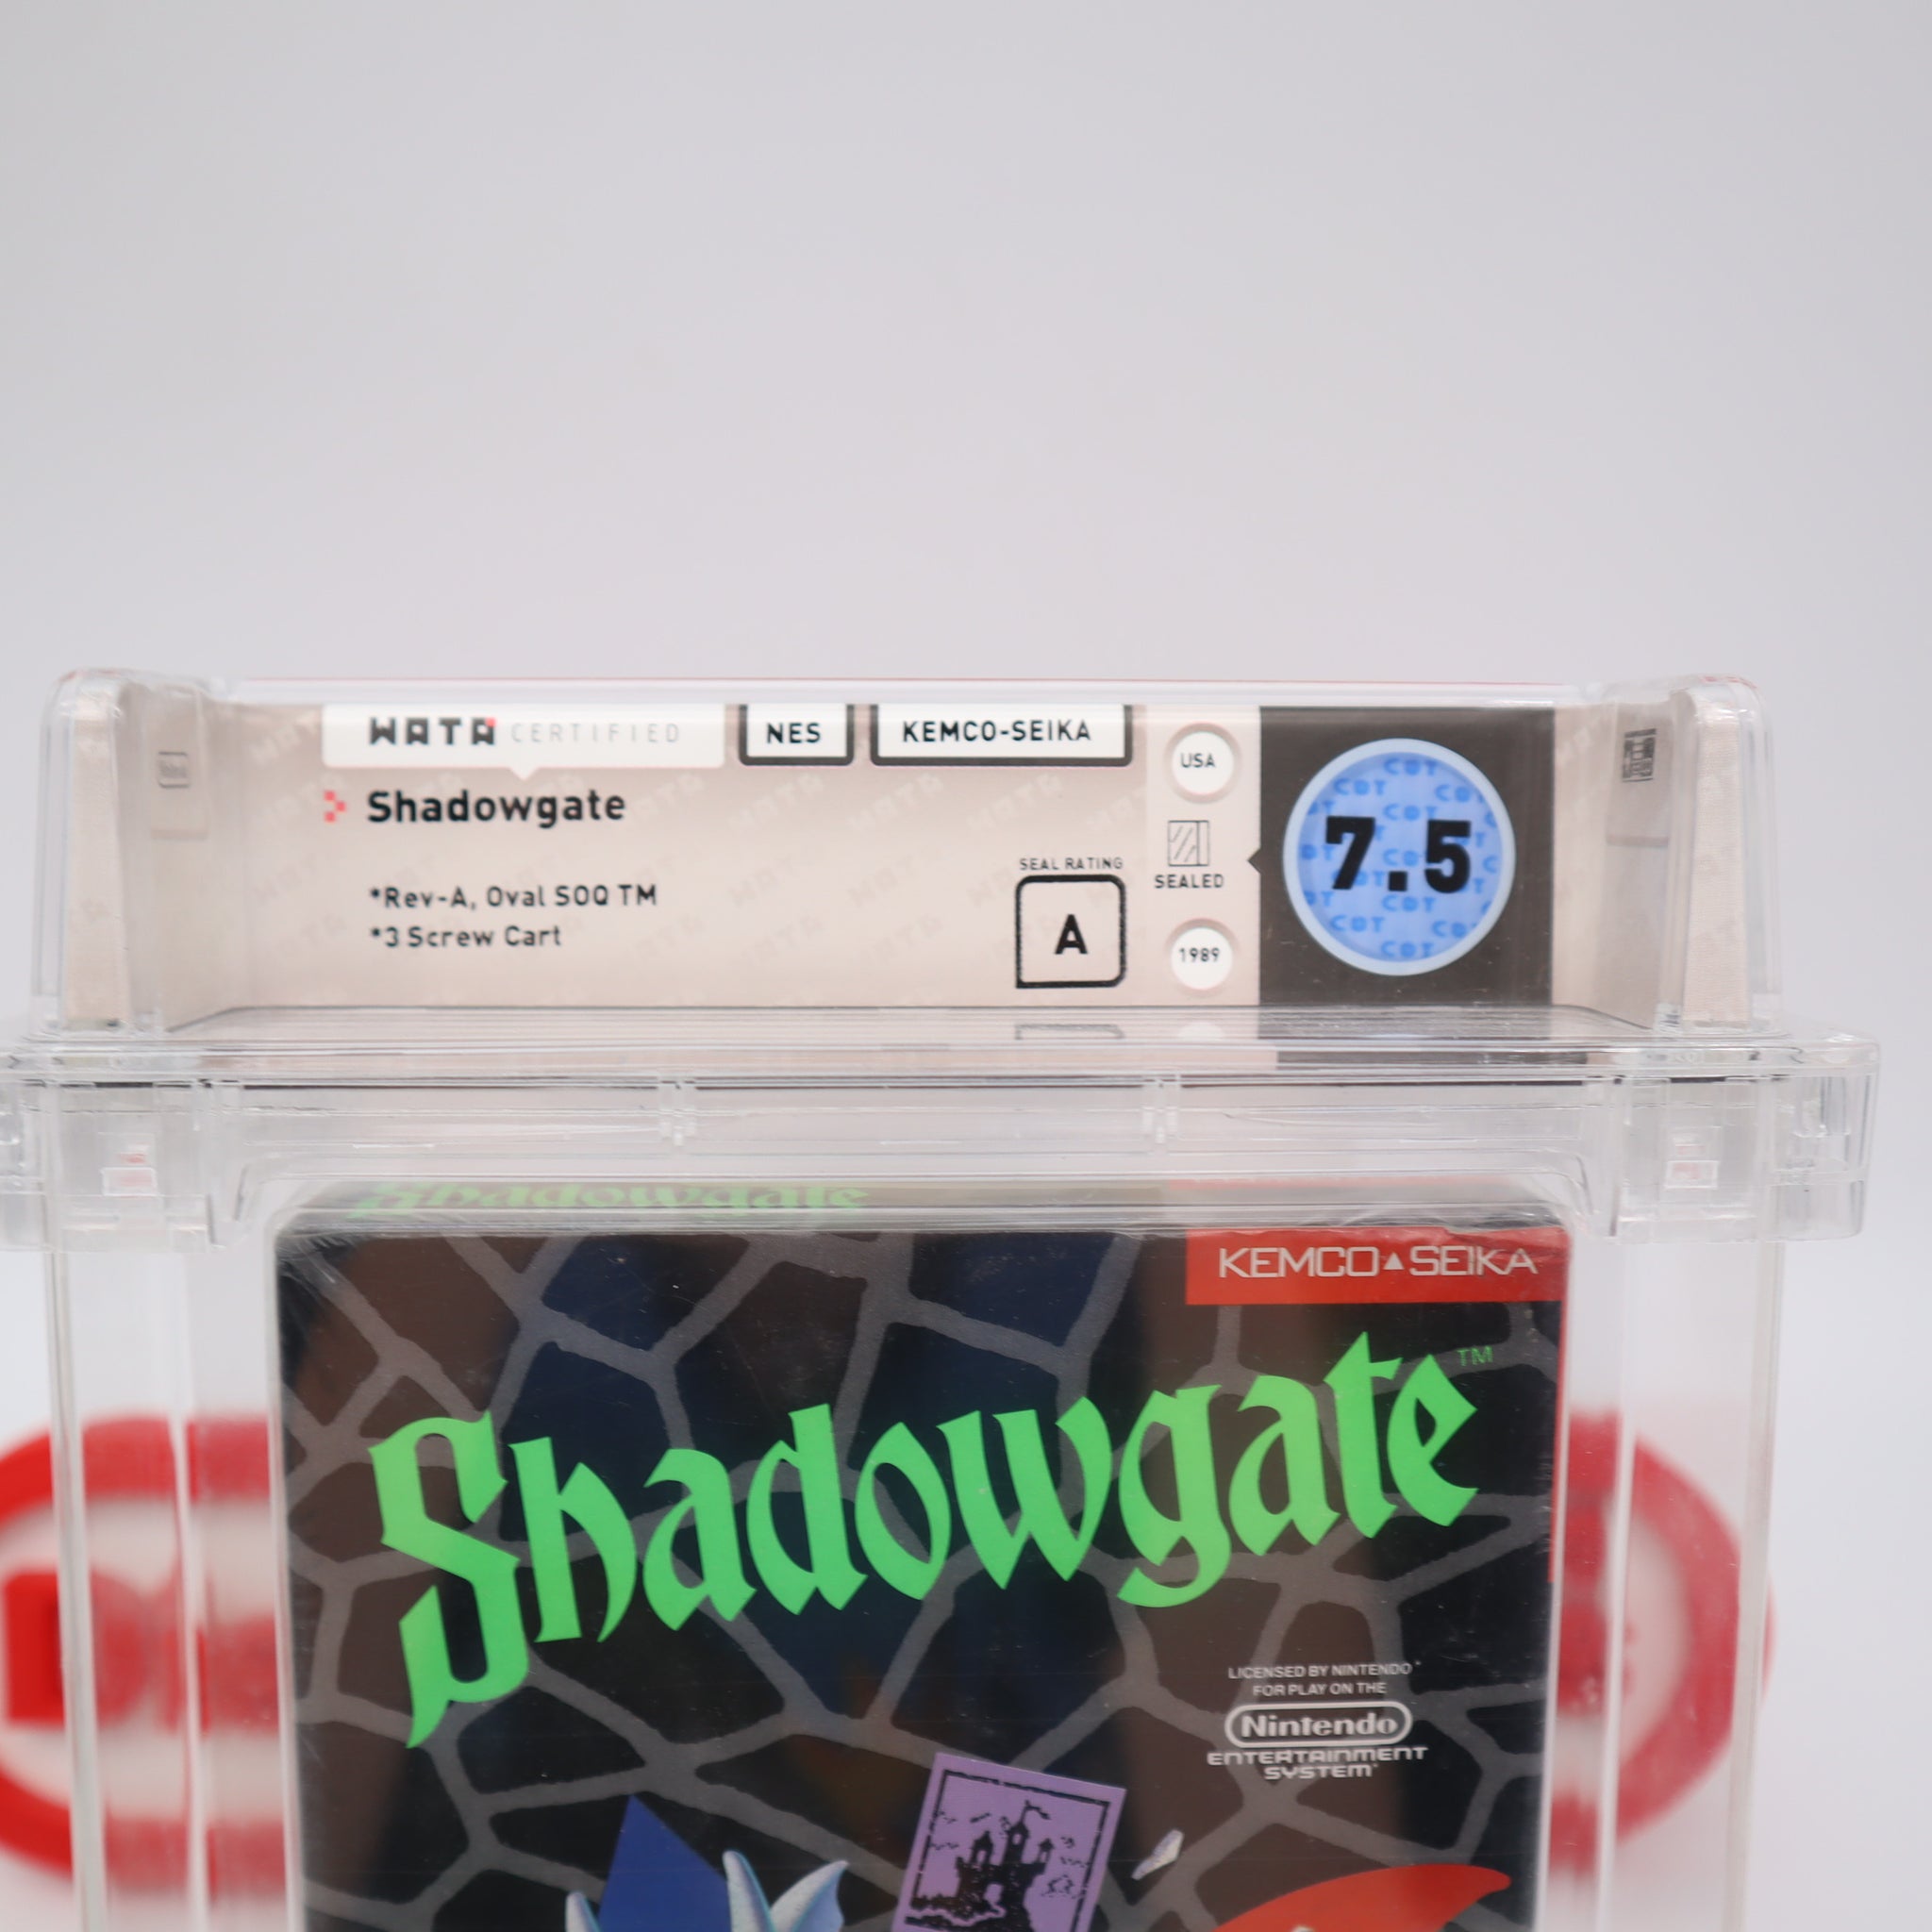 WATA CERTIFIED
NES
KEMCO-SEIKA
Shadowgate
*Rev-A, Oval SOQ TM
*3 Screw Cart
SEAL RATING
A
USA
SEALED
1989
7.5
Shadowgate
KEMCO▲SEIKA
Shadowgate™
LICENSED BY NINTENDO®
FOR PLAY ON THE
Nintendo
ENTERTAINMENT
SYSTEM®